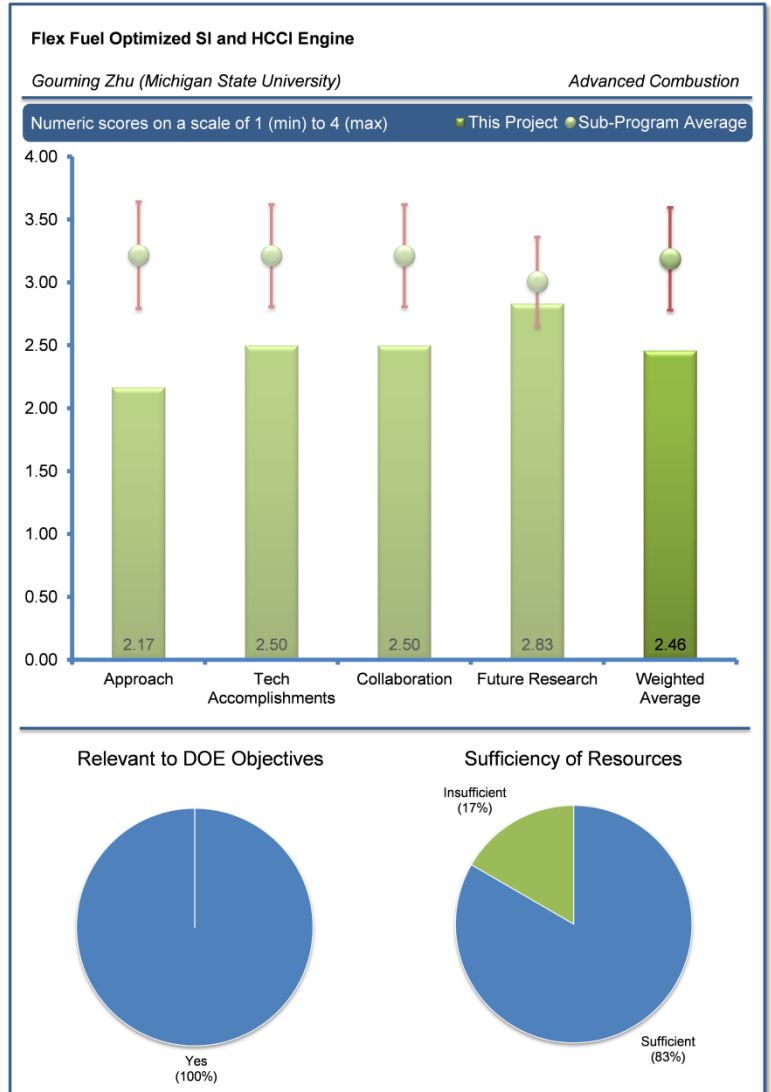 Flex Fuel Optimized SI and HCCI Engine
Gouming Zhu (Michigan State University) Advanced Combustion
Numeric scores on a scale of 1 (min) to 4 (max) This Project Sub-Program Average
4.00
3.50
3.00
2.50
2.00
1.50
1.00
0.50
0.00
2.17 2.50 2.50 2.83 2.46
Approach Tech Collaboration Future Research Weighted
Accomplishments Average
Relevant to DOE Objectives Sufficiency of Resources
Insufficient
(17%)
Yes
(100%)
Sufficient
(83%)